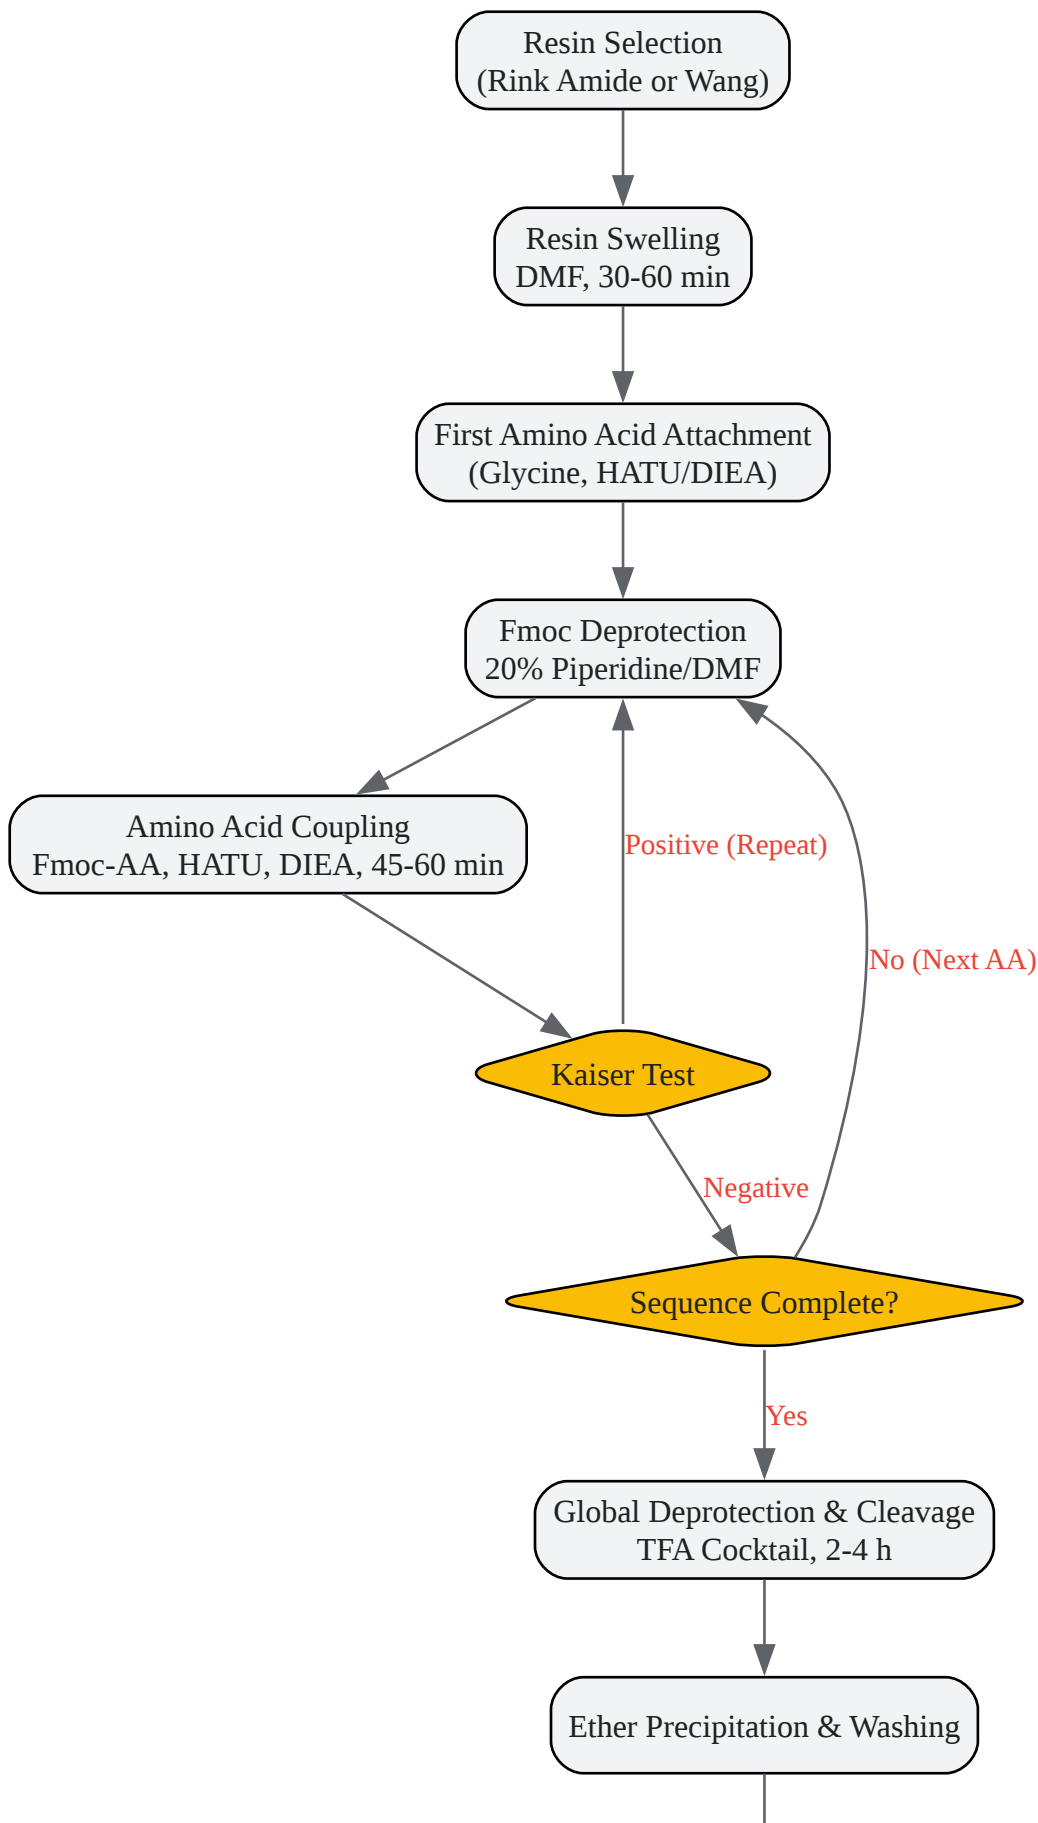 Resin Selection
(Rink Amide or Wang)
Resin Swelling
DMF, 30-60 min
First Amino Acid Attachment
(Glycine, HATU/DIEA)
Fmoc Deprotection
20% Piperidine/DMF
Amino Acid Coupling
Fmoc-AA, HATU, DIEA, 45-60 min
Positive (Repeat)
No (Next AA)
Kaiser Test
Negative
Sequence Complete?
Yes
Global Deprotection & Cleavage
TFA Cocktail, 2-4 h
Ether Precipitation & Washing